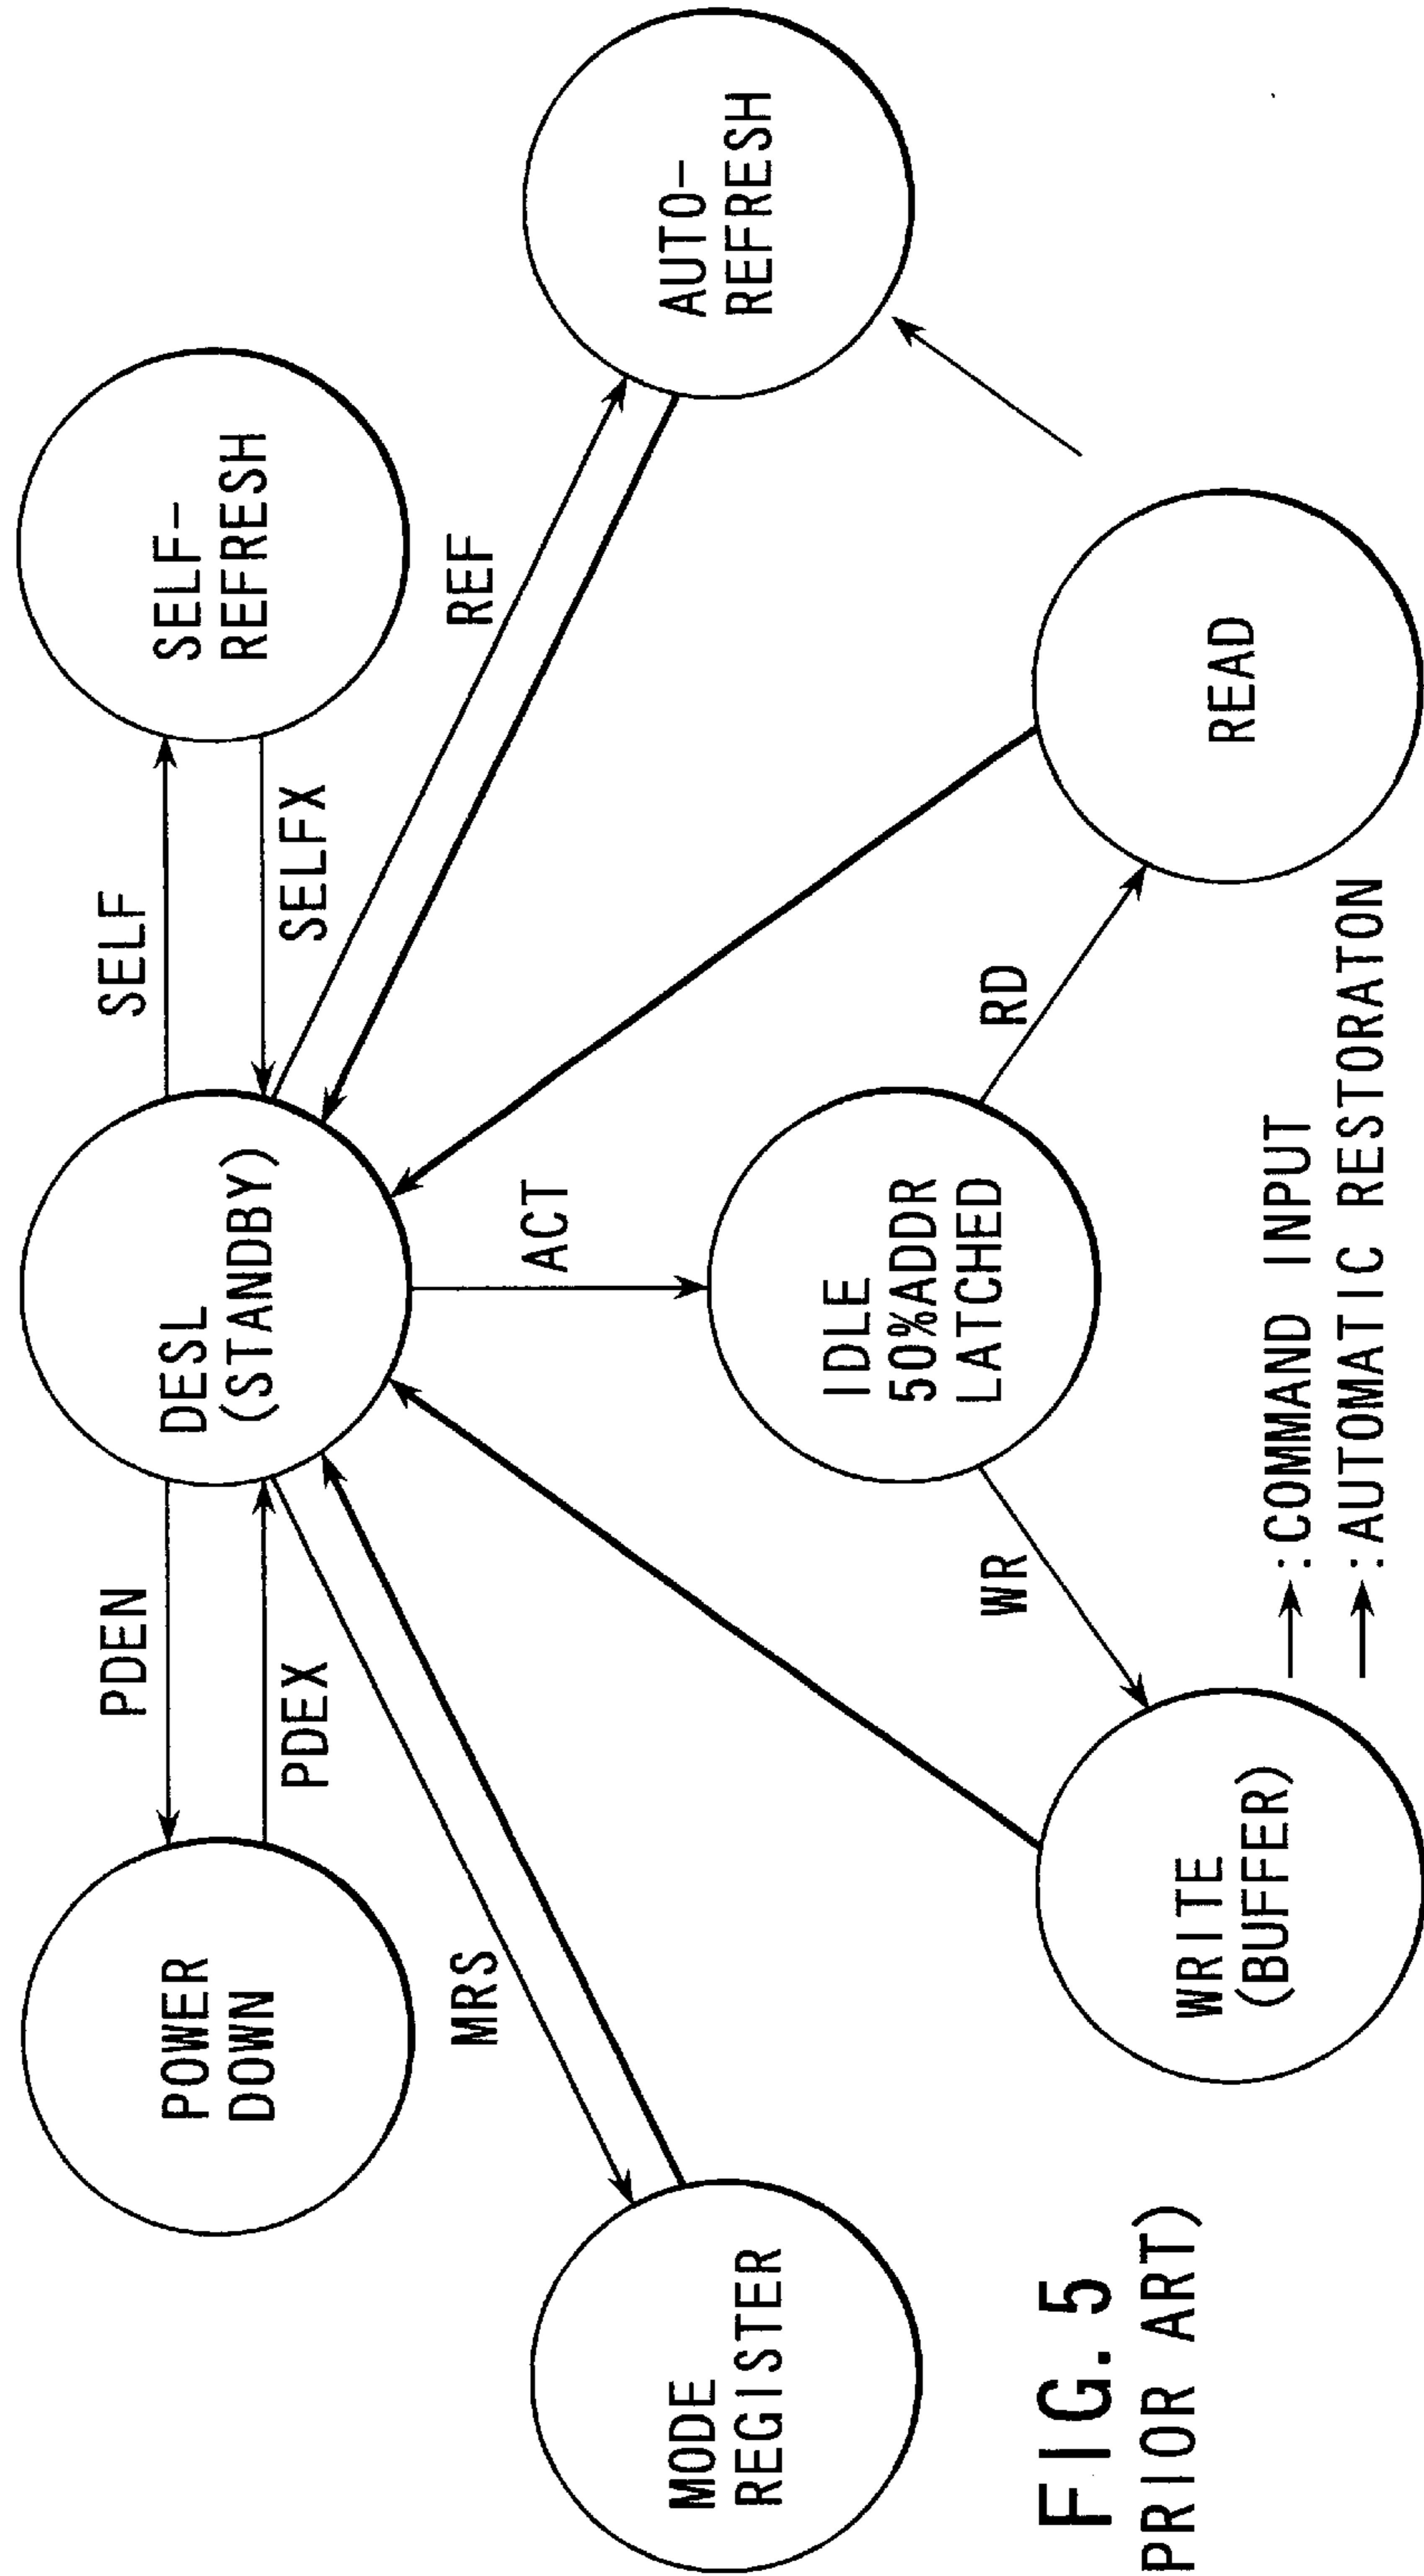 POWER
DOWN
PDEN
PDEX
DESL
(STANDBY)
SELF
SELFX
SELF-
REFRESH
MODE
REGISTER
MRS
REF
AUTO-
REFRESH
ACT
IDLE
50%ADDR
LATCHED
WR
RD
WRITE
(BUFFER)
READ
:COMMAND INPUT
:AUTOMATIC RESTORATON
FIG. 5
PRIOR ART)